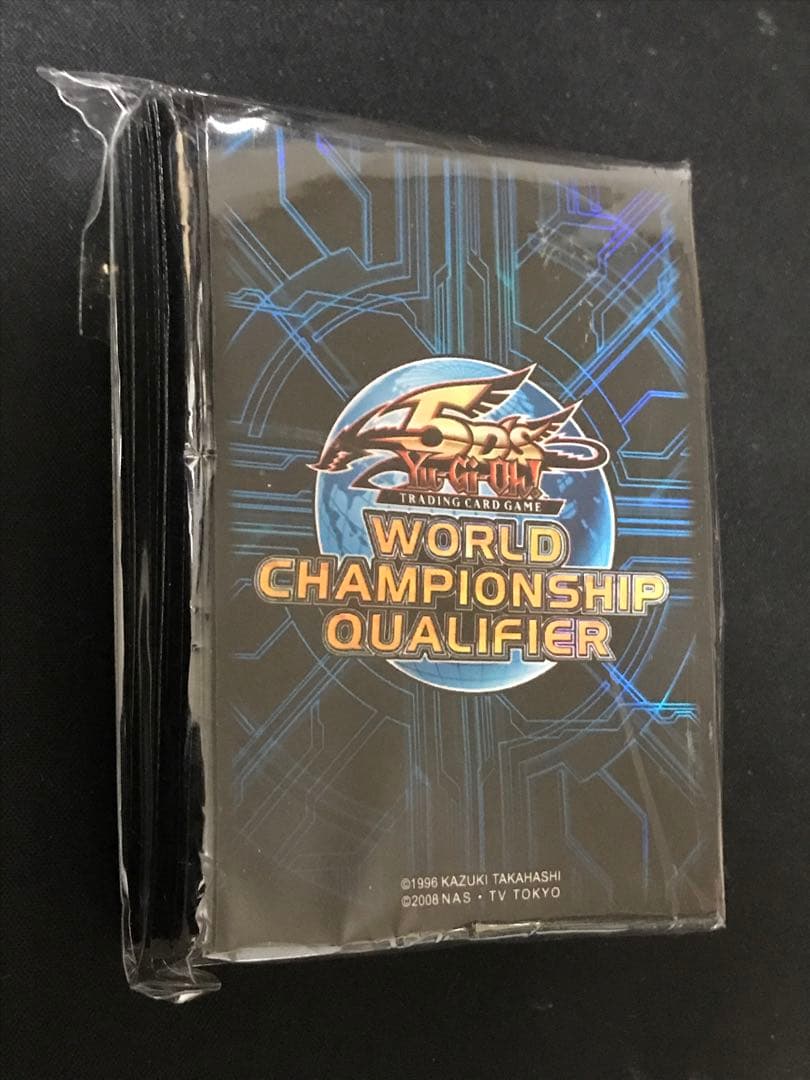 5D's
Yu-Gi-Oh!
TRADING CARD GAME
WORLD
CHAMPIONSHIP
QUALIFIER
©1996 KAZUKI TAKAHASHI
©2008 NAS • TV TOKYO